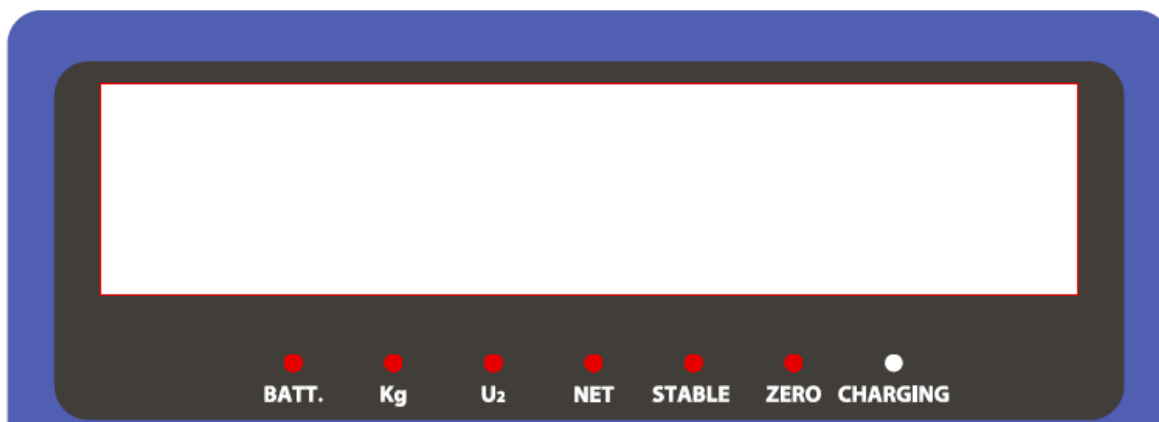 BATT. Kg U₂ NET STABLE ZERO CHARGING